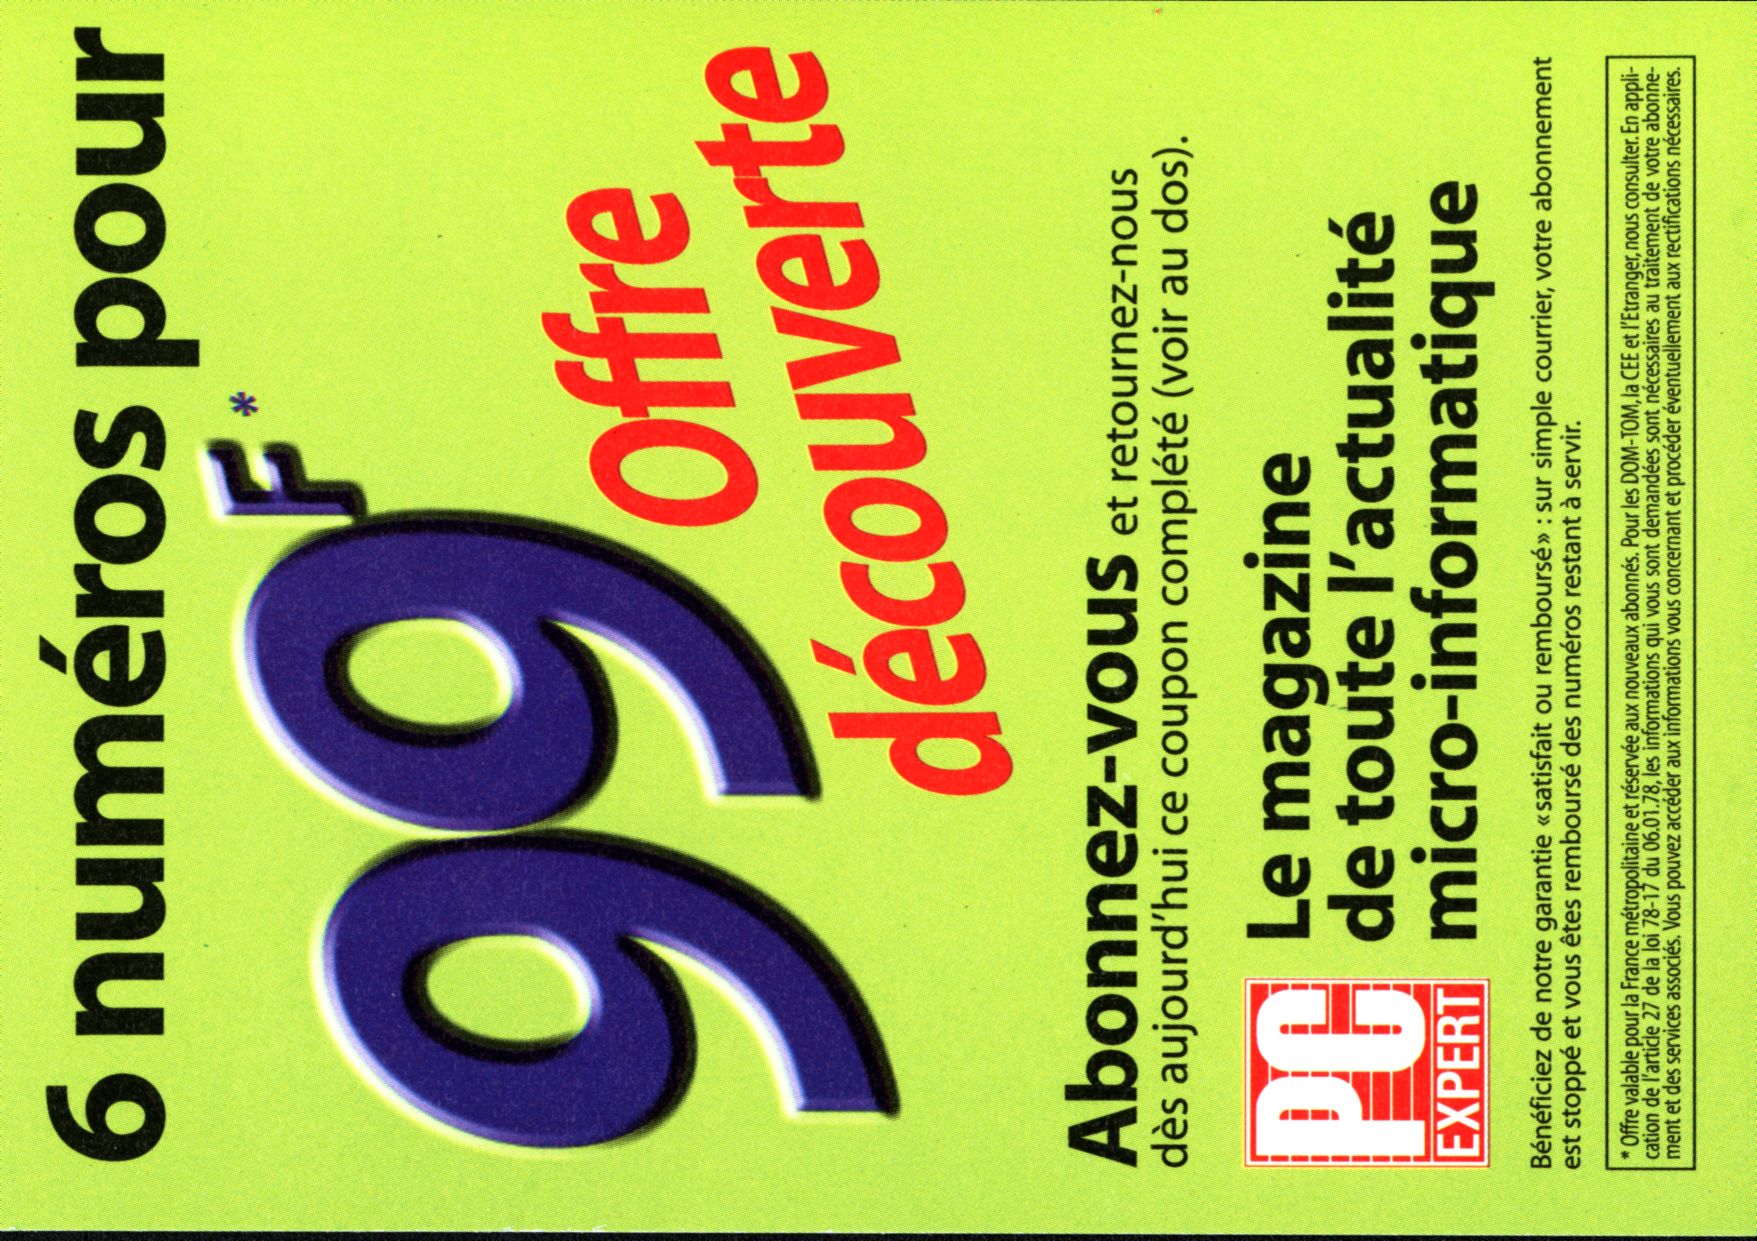 6 numéros pour
99F*
Offre
découverte
Abonnez-vous et retournez-nous
dès aujourd'hui ce coupon complété (voir au dos).
PC
EXPERT
Le magazine
de toute l'actualité
micro-informatique
Bénéficiez de notre garantie «satisfait ou remboursé» : sur simple courrier, votre abonnement
est stoppé et vous êtes remboursé des numéros restant à servir.
* Offre valable pour la France métropolitaine et réservée aux nouveaux abonnés. Pour les DOM-TOM, la CEE et l'Etranger, nous consulter. En appli-
cation de l'article 27 de la loi 78-17 du 06.01.78, les informations qui vous sont demandées sont nécessaires au traitement de votre abonne-
ment et des services associés. Vous pouvez accéder aux informations vous concernant et procéder éventuellement aux rectifications nécessaires.